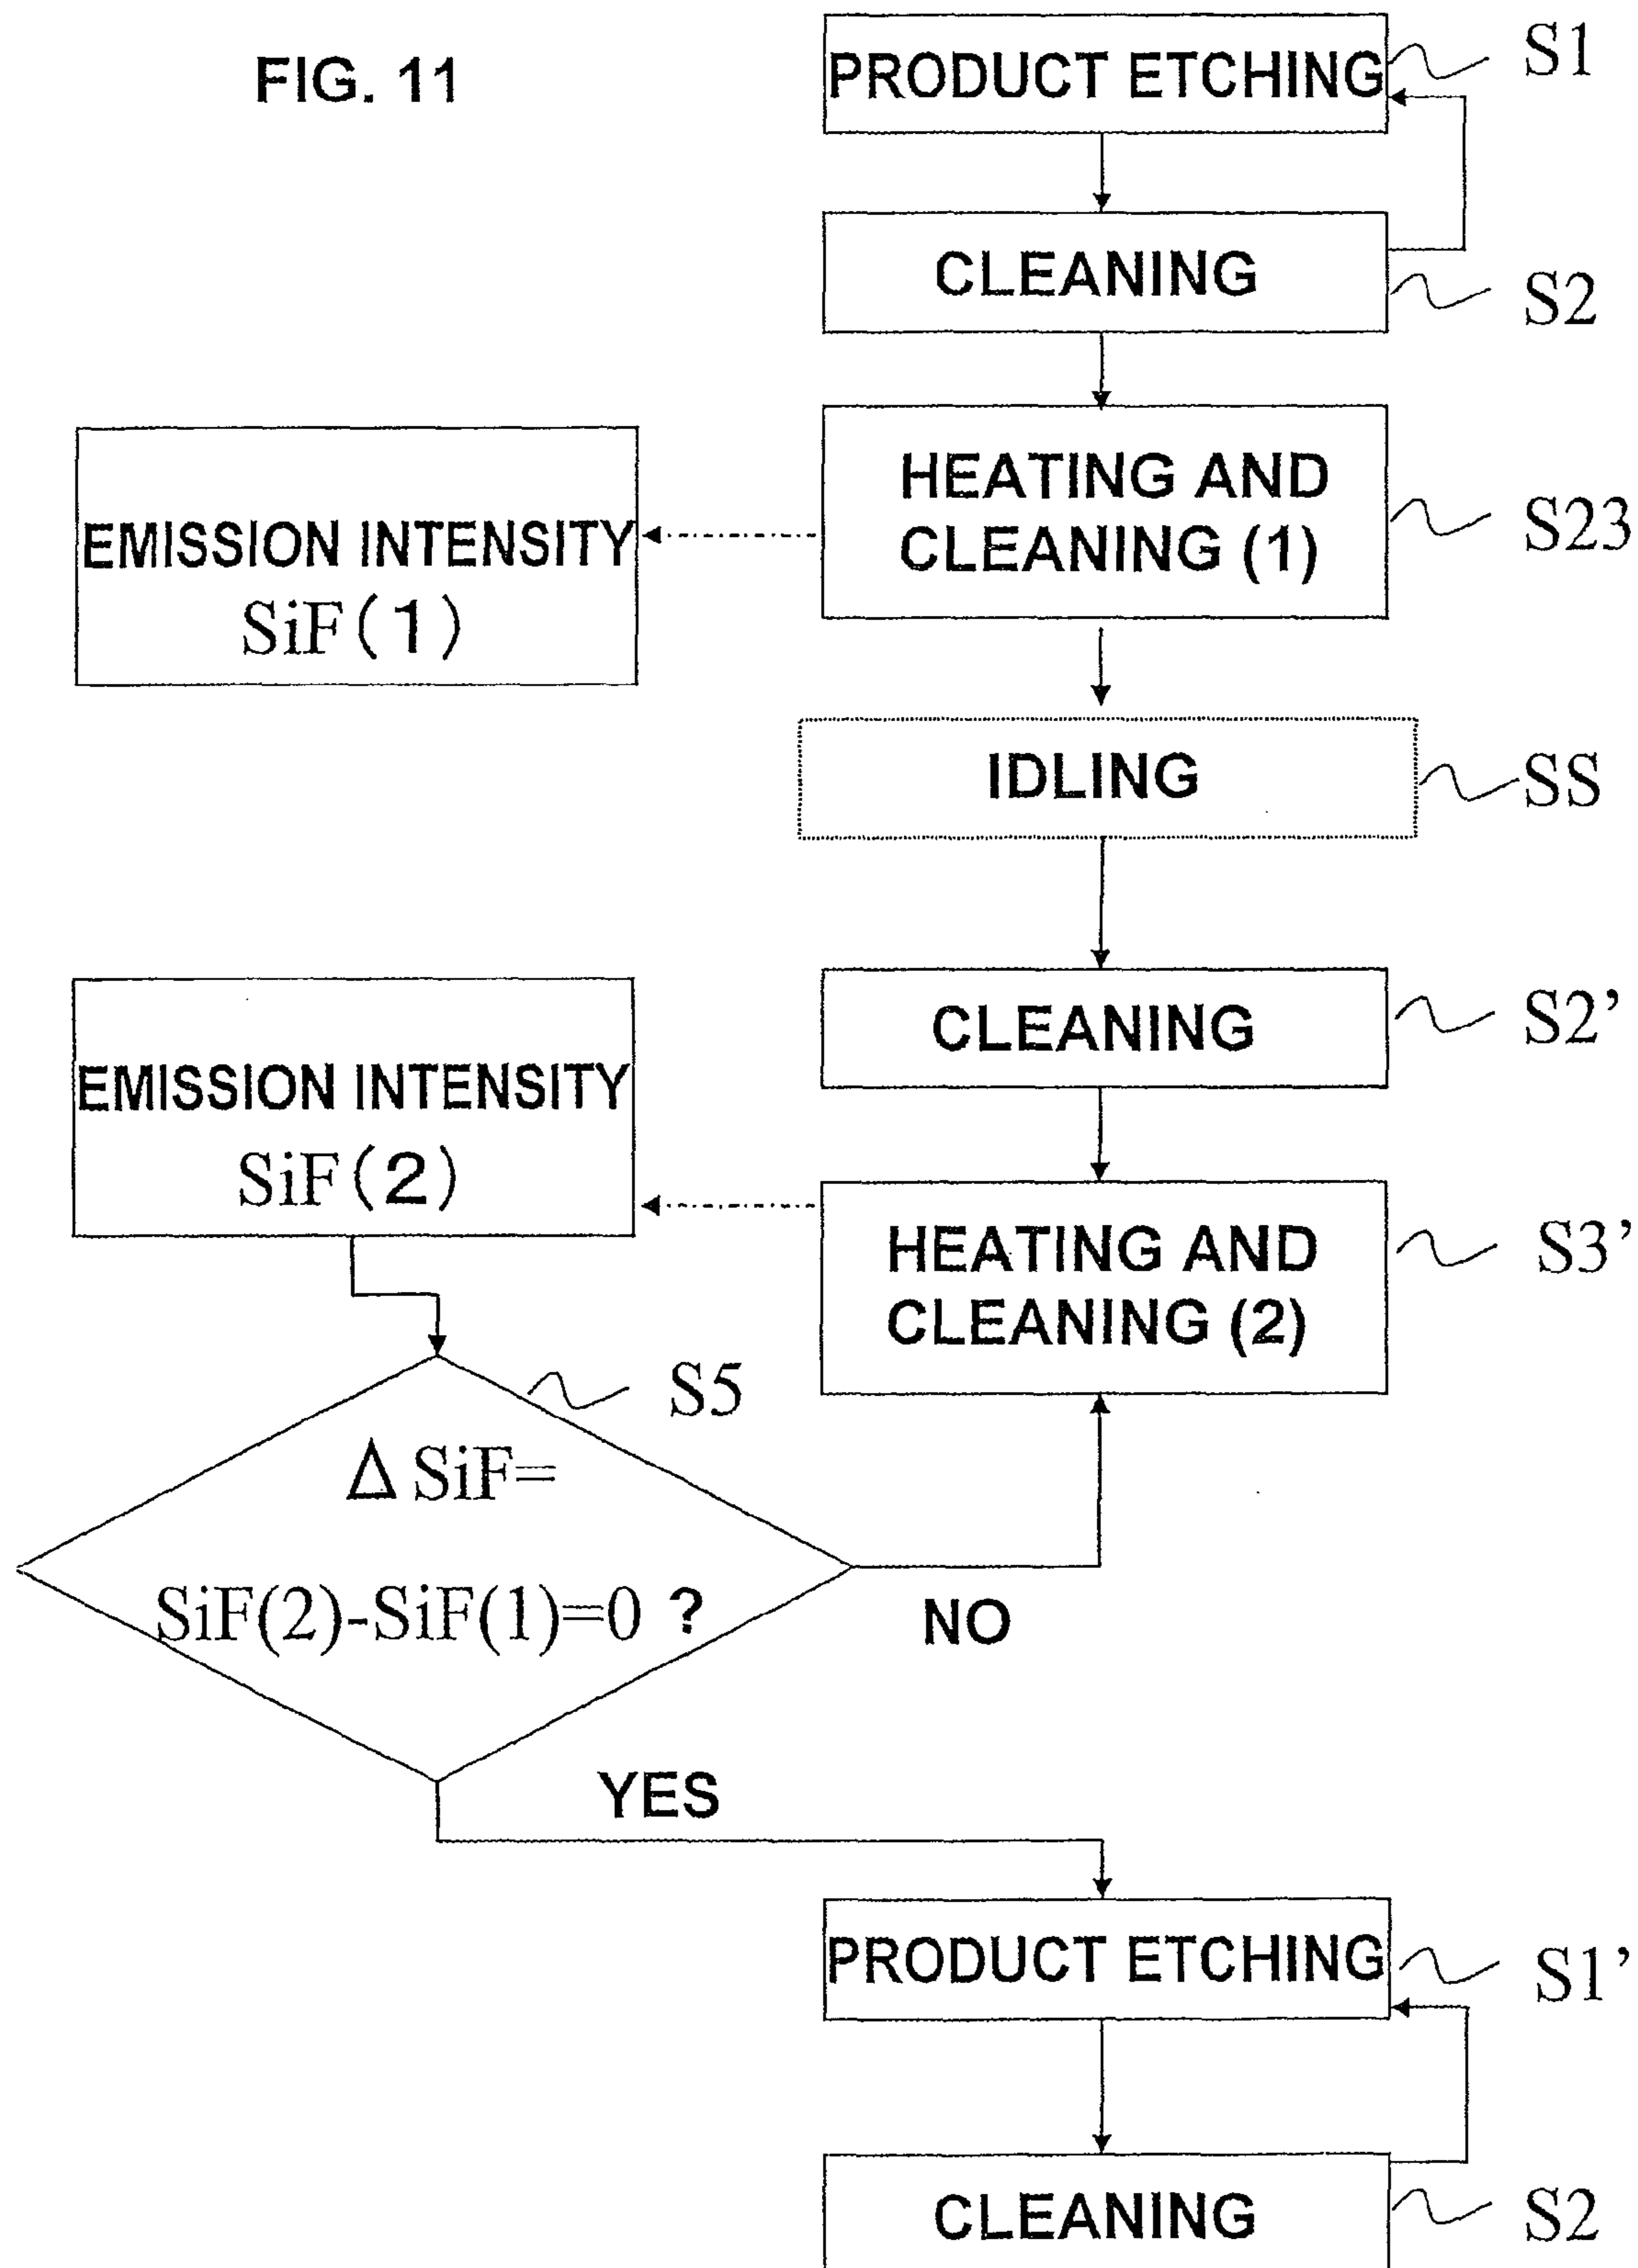 FIG. 11
PRODUCT ETCHING
S1
CLEANING
S2
HEATING AND
CLEANING (1)
S23
EMISSION INTENSITY
SiF(1)
IDLING
SS
CLEANING
S2’
EMISSION INTENSITY
SiF(2)
HEATING AND
CLEANING (2)
S3’
S5
Δ SiF=
SiF(2)-SiF(1)=0 ?
NO
YES
PRODUCT ETCHING
S1’
CLEANING
S2